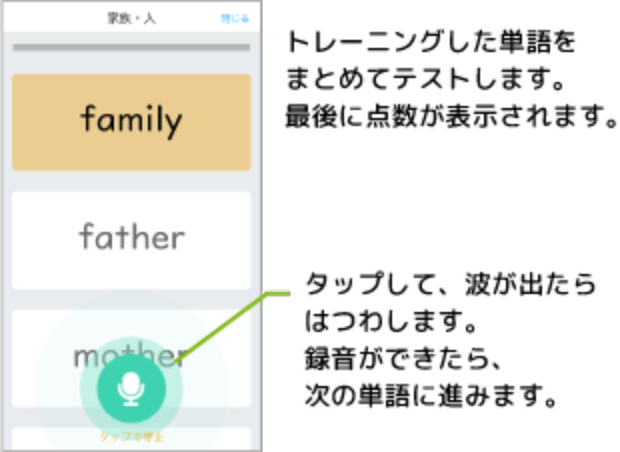 家族・人 閉じる
family
father
mother
タップで停止
トレーニングした単語を
まとめてテストします。
最後に点数が表示されます。
タップして、波が出たら
はつわします。
録音ができたら、
次の単語に進みます。